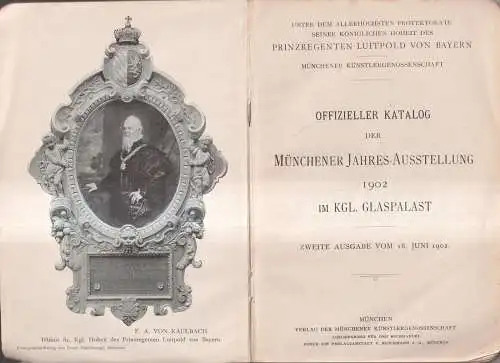 F. A. VON KAULBACH
Bildnis Sr. Kgl. Hoheit des Prinzregenten Luitpold von Bayern
UNTER DEM ALLERHÖCHSTEN PROTEKTORATE
SEINER KÖNIGLICHEN HOHEIT DES
PRINZREGENTEN LUITPOLD VON BAYERN
MÜNCHENER KÜNSTLERGENOSSENSCHAFT
OFFIZIELLER KATALOG
DER
MÜNCHENER JAHRES-AUSSTELLUNG
1902
IM KGL. GLASPALAST
ZWEITE AUSGABE VOM 18. JUNI 1902.
MÜNCHEN
VERLAG DER MÜNCHENER KÜNSTLERGENOSSENSCHAFT